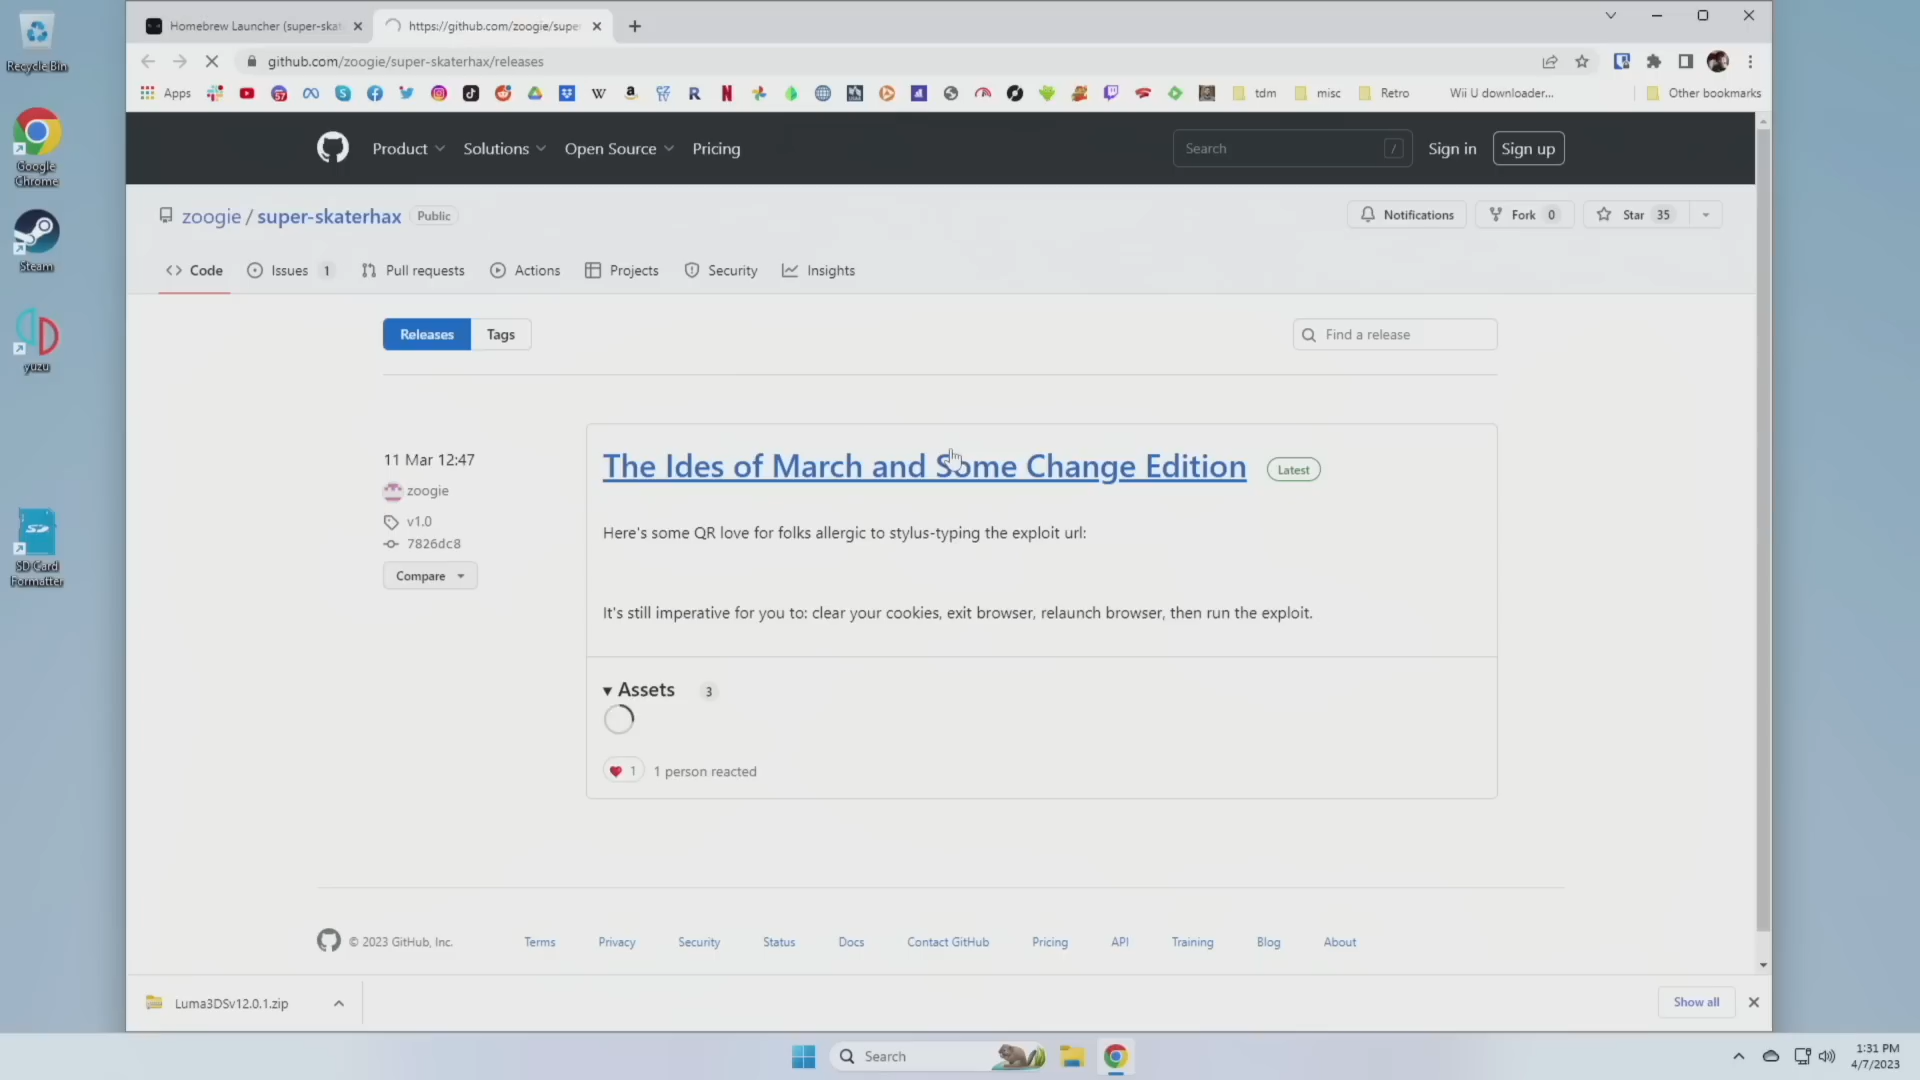 Recycle Bin
Google
Chrome
Steam
yuzu
SD Card
Formatter
Homebrew Launcher (super-skat
https://github.com/zoogie/supe
github.com/zoogie/super-skaterhax/releases
Apps
tdm
misc
Retro
Wii U downloader...
Other bookmarks
Product
Solutions
Open Source
Pricing
Search /
Sign in
Sign up
zoogie / super-skaterhax Public
Notifications
Fork 0
Star 35
Code
Issues 1
Pull requests
Actions
Projects
Security
Insights
Releases
Tags
Find a release
11 Mar 12:47
zoogie
v1.0
7826dc8
Compare
The Ides of March and Some Change Edition Latest
Here's some QR love for folks allergic to stylus-typing the exploit url:
It's still imperative for you to: clear your cookies, exit browser, relaunch browser, then run the exploit.
Assets 3
1 1 person reacted
© 2023 GitHub, Inc.
Terms
Privacy
Security
Status
Docs
Contact GitHub
Pricing
API
Training
Blog
About
Luma3DSv12.0.1.zip
Show all
Search
1:31 PM
4/7/2023